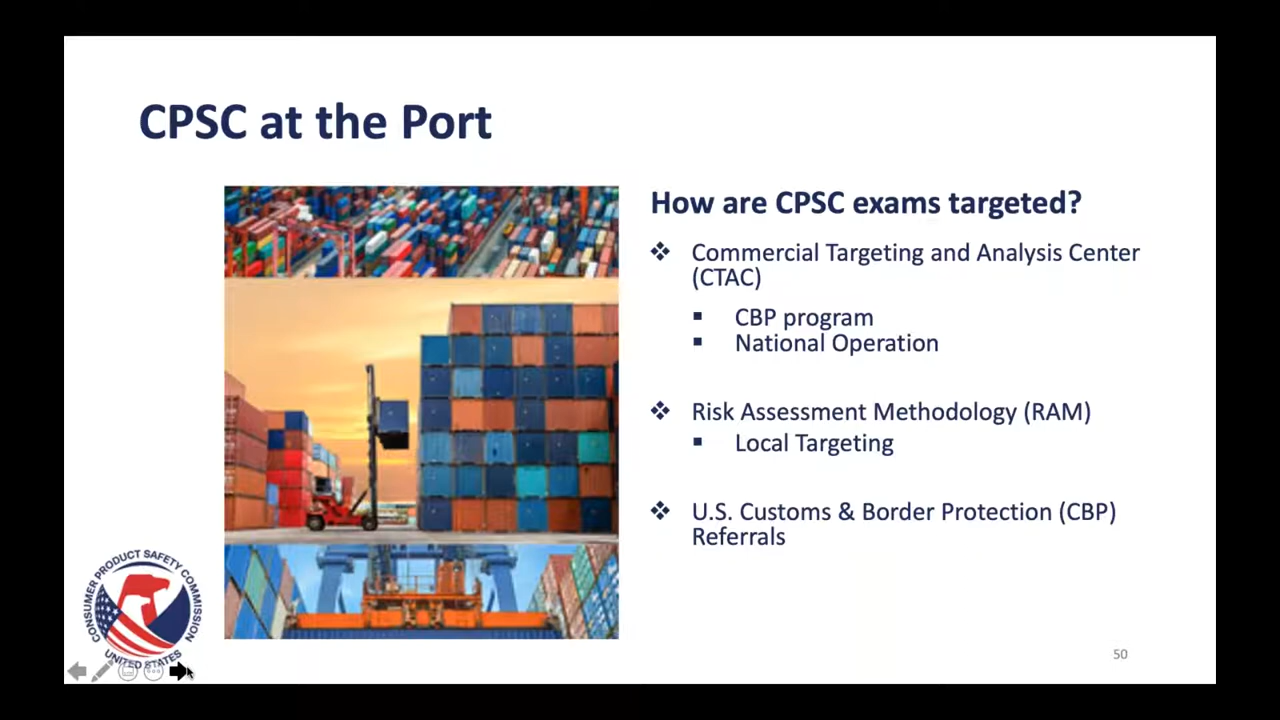 CPSC at the Port
How are CPSC exams targeted?
❖ Commercial Targeting and Analysis Center
(CTAC)
▪ CBP program
▪ National Operation
❖ Risk Assessment Methodology (RAM)
▪ Local Targeting
❖ U.S. Customs & Border Protection (CBP)
Referrals
CONSUMER PRODUCT SAFETY COMMISSION
UNITED STATES
50